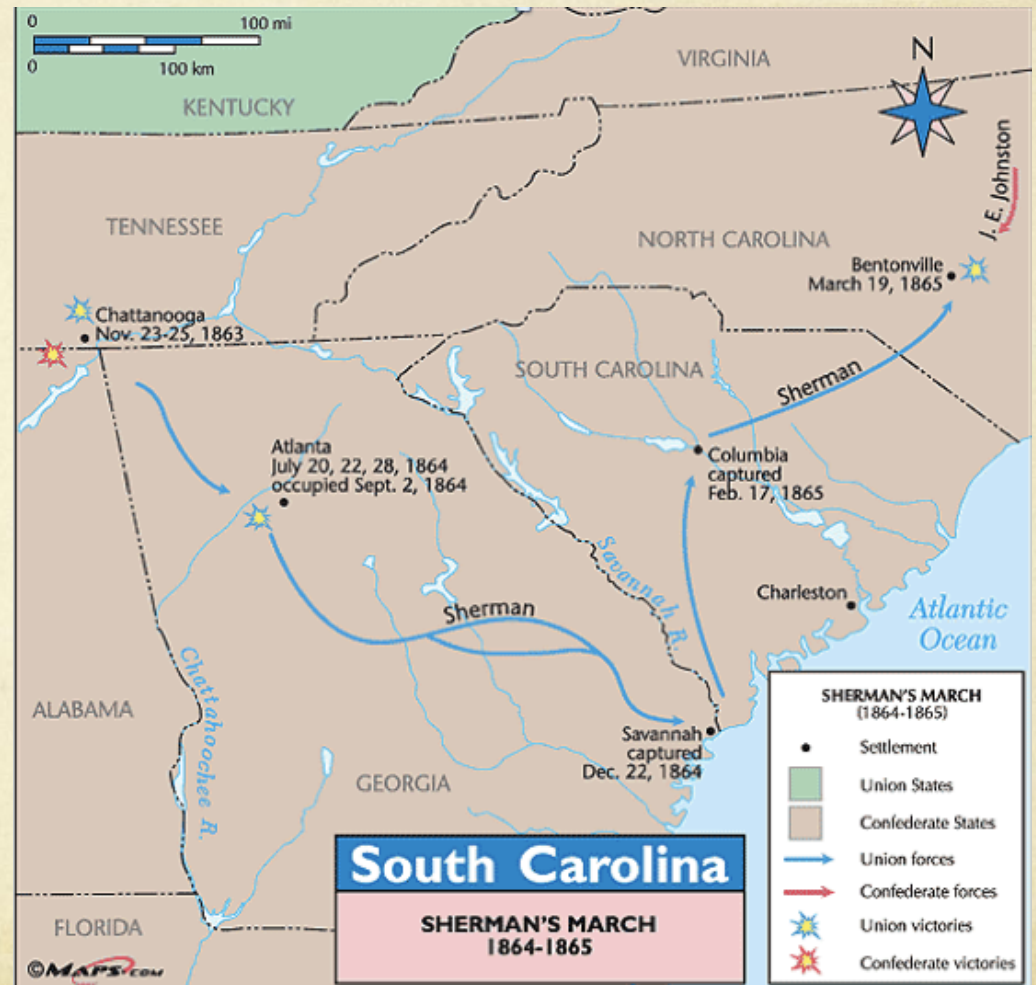 0 100 mi
0 100 km
KENTUCKY
VIRGINIA
N
TENNESSEE
NORTH CAROLINA
J. E. Johnston
Bentonville
March 19, 1865
Chattanooga
Nov. 23-25, 1863
SOUTH CAROLINA
Sherman
Atlanta
July 20, 22, 28, 1864
occupied Sept. 2, 1864
Columbia
captured
Feb. 17, 1865
Savannah R.
Sherman
Charleston
Atlantic
Ocean
Chattahoochee R.
ALABAMA
Savannah
captured
Dec. 22, 1864
GEORGIA
FLORIDA
SHERMAN'S MARCH
(1864-1865)
Settlement
Union States
Confederate States
Union forces
Confederate forces
Union victories
Confederate victories
South Carolina
SHERMAN'S MARCH
1864-1865
©MAPS.COM